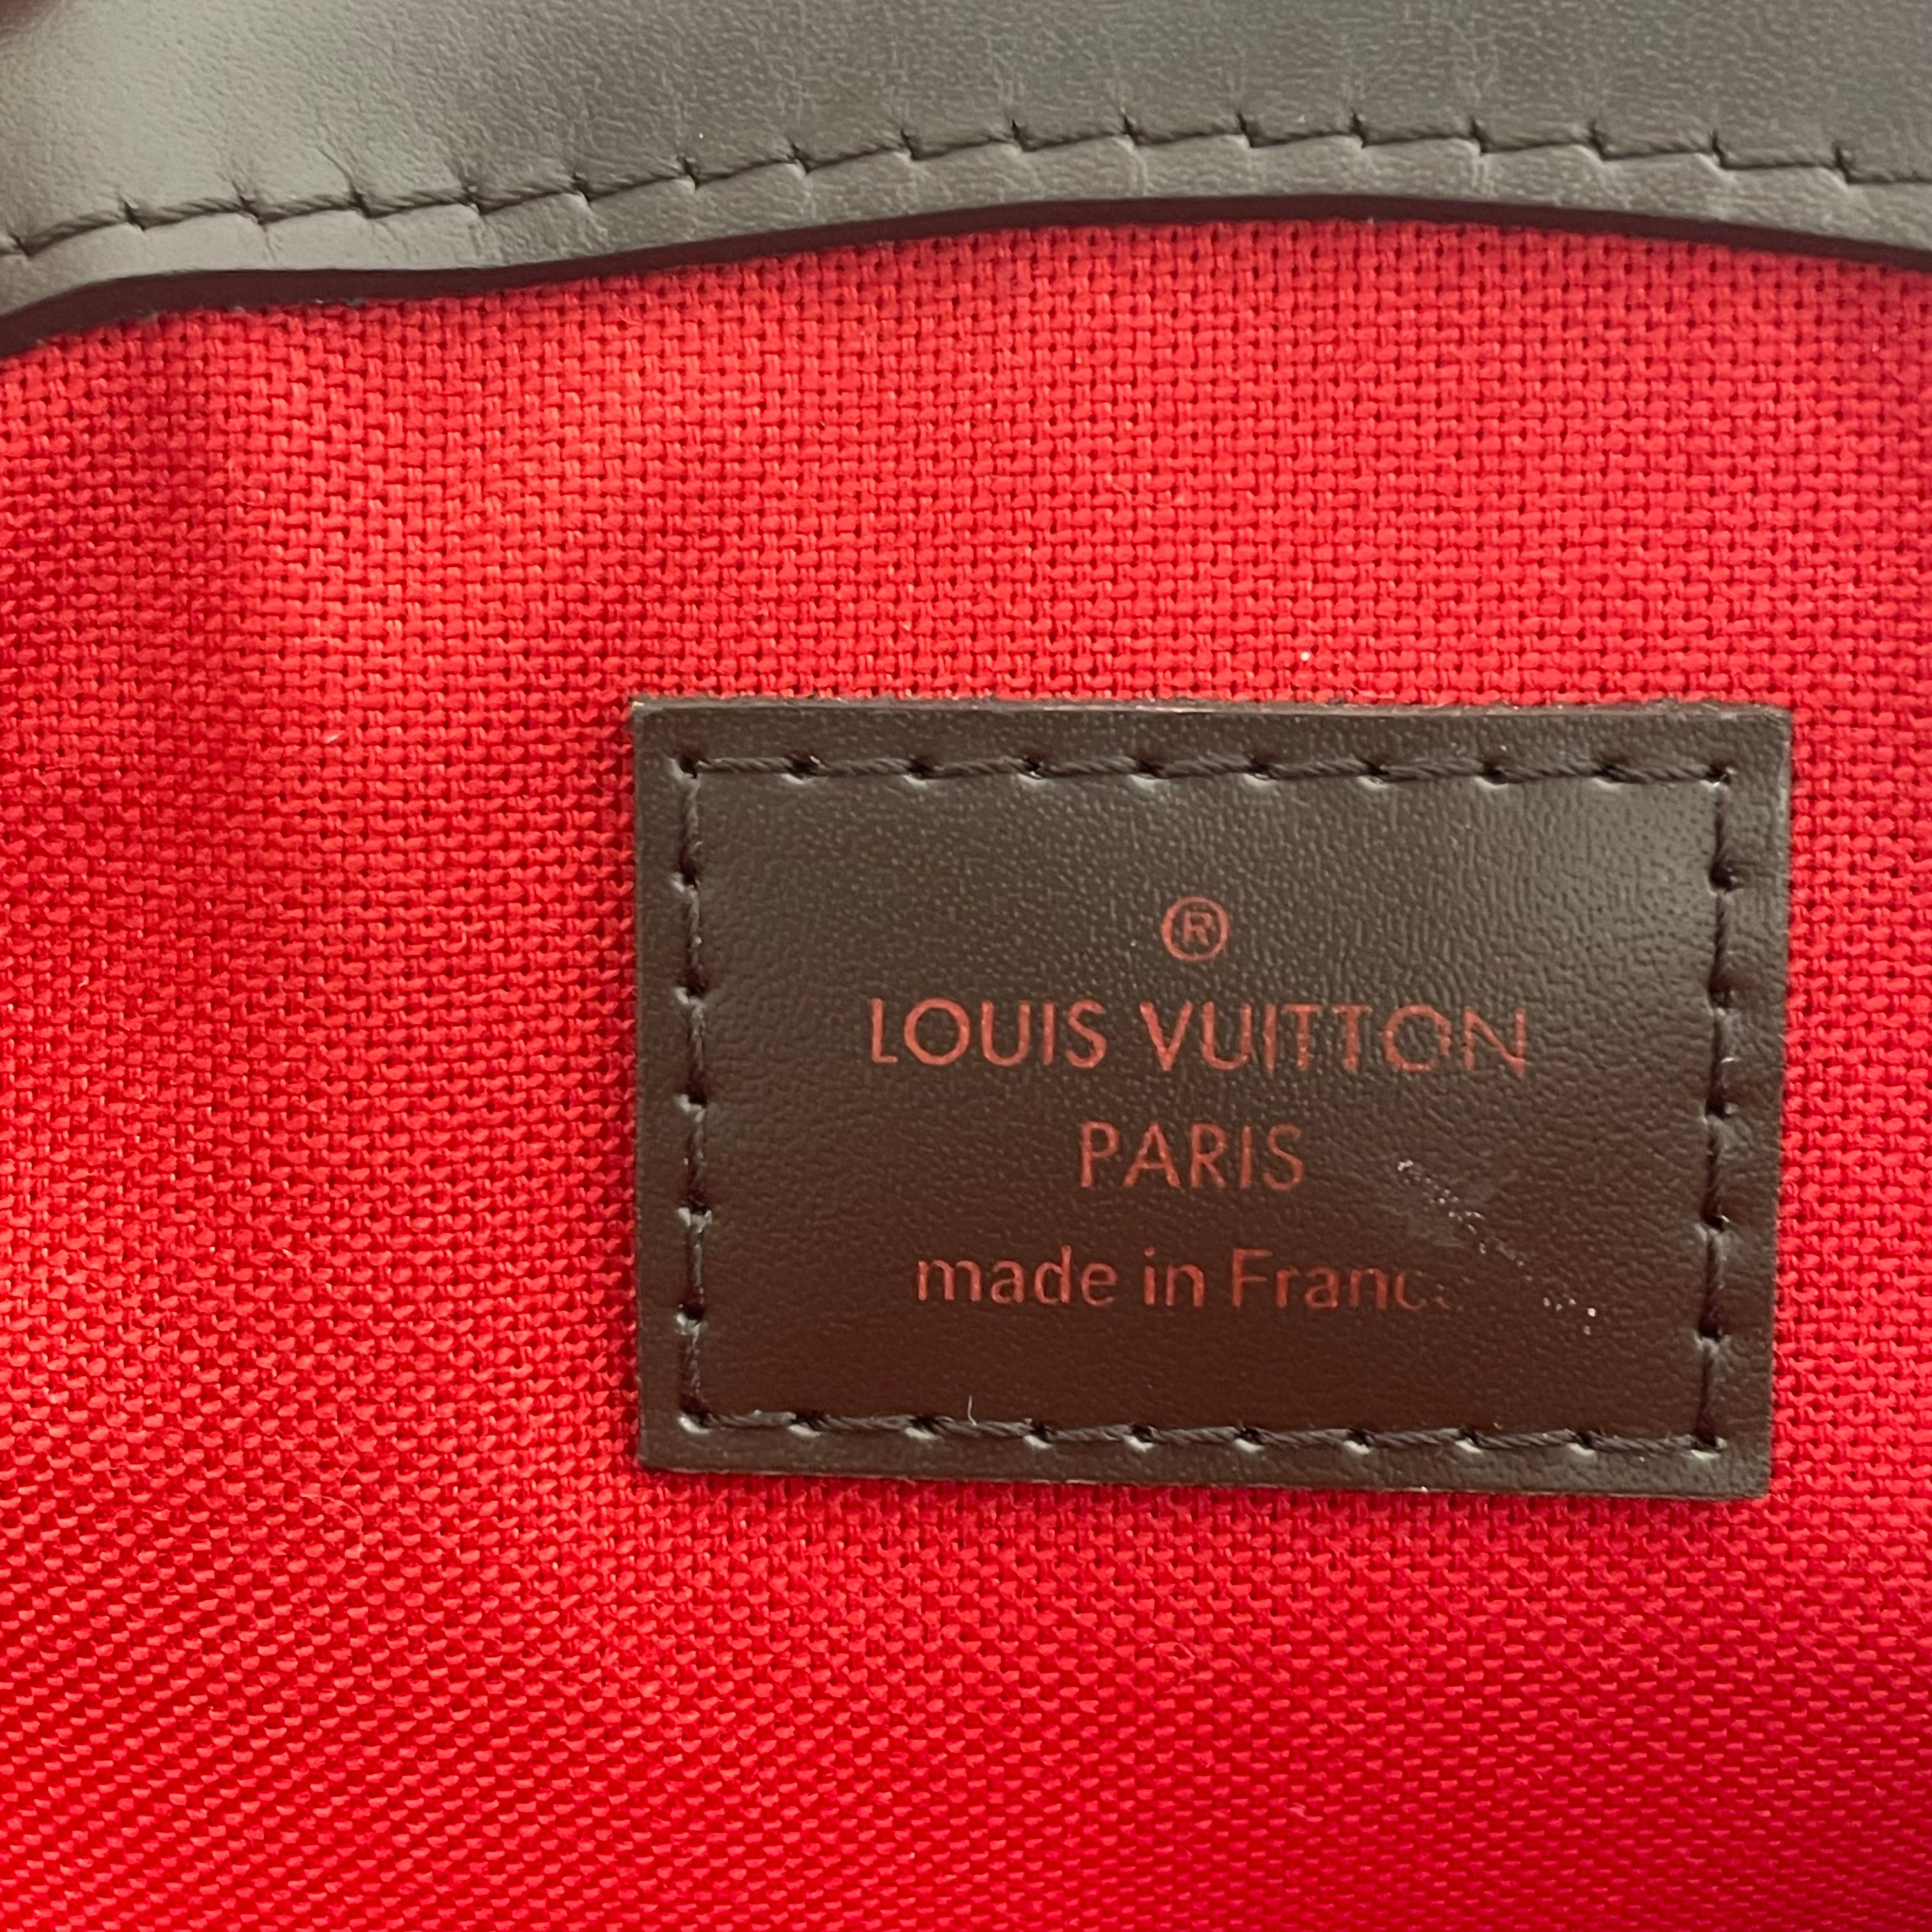 ®
LOUIS VUITTON
PARIS
made in Franc